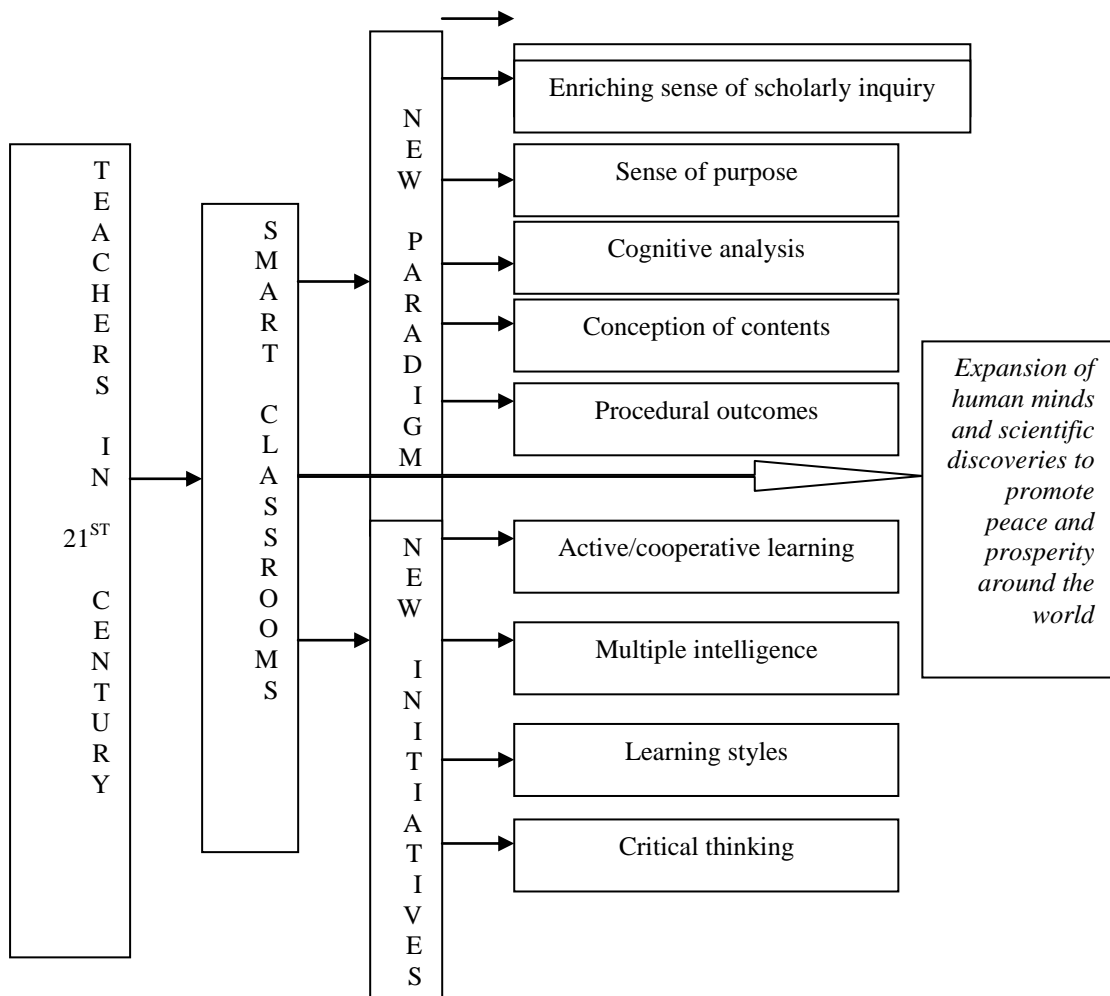 TEACHERS IN 21ST CENTURY
SMART CLASSROOMS
NEW PARADIGM
NEW INITIATIVES
Enriching sense of scholarly inquiry
Sense of purpose
Cognitive analysis
Conception of contents
Procedural outcomes
Active/cooperative learning
Multiple intelligence
Learning styles
Critical thinking
Expansion of
human minds
and scientific
discoveries to
promote
peace and
prosperity
around the
world